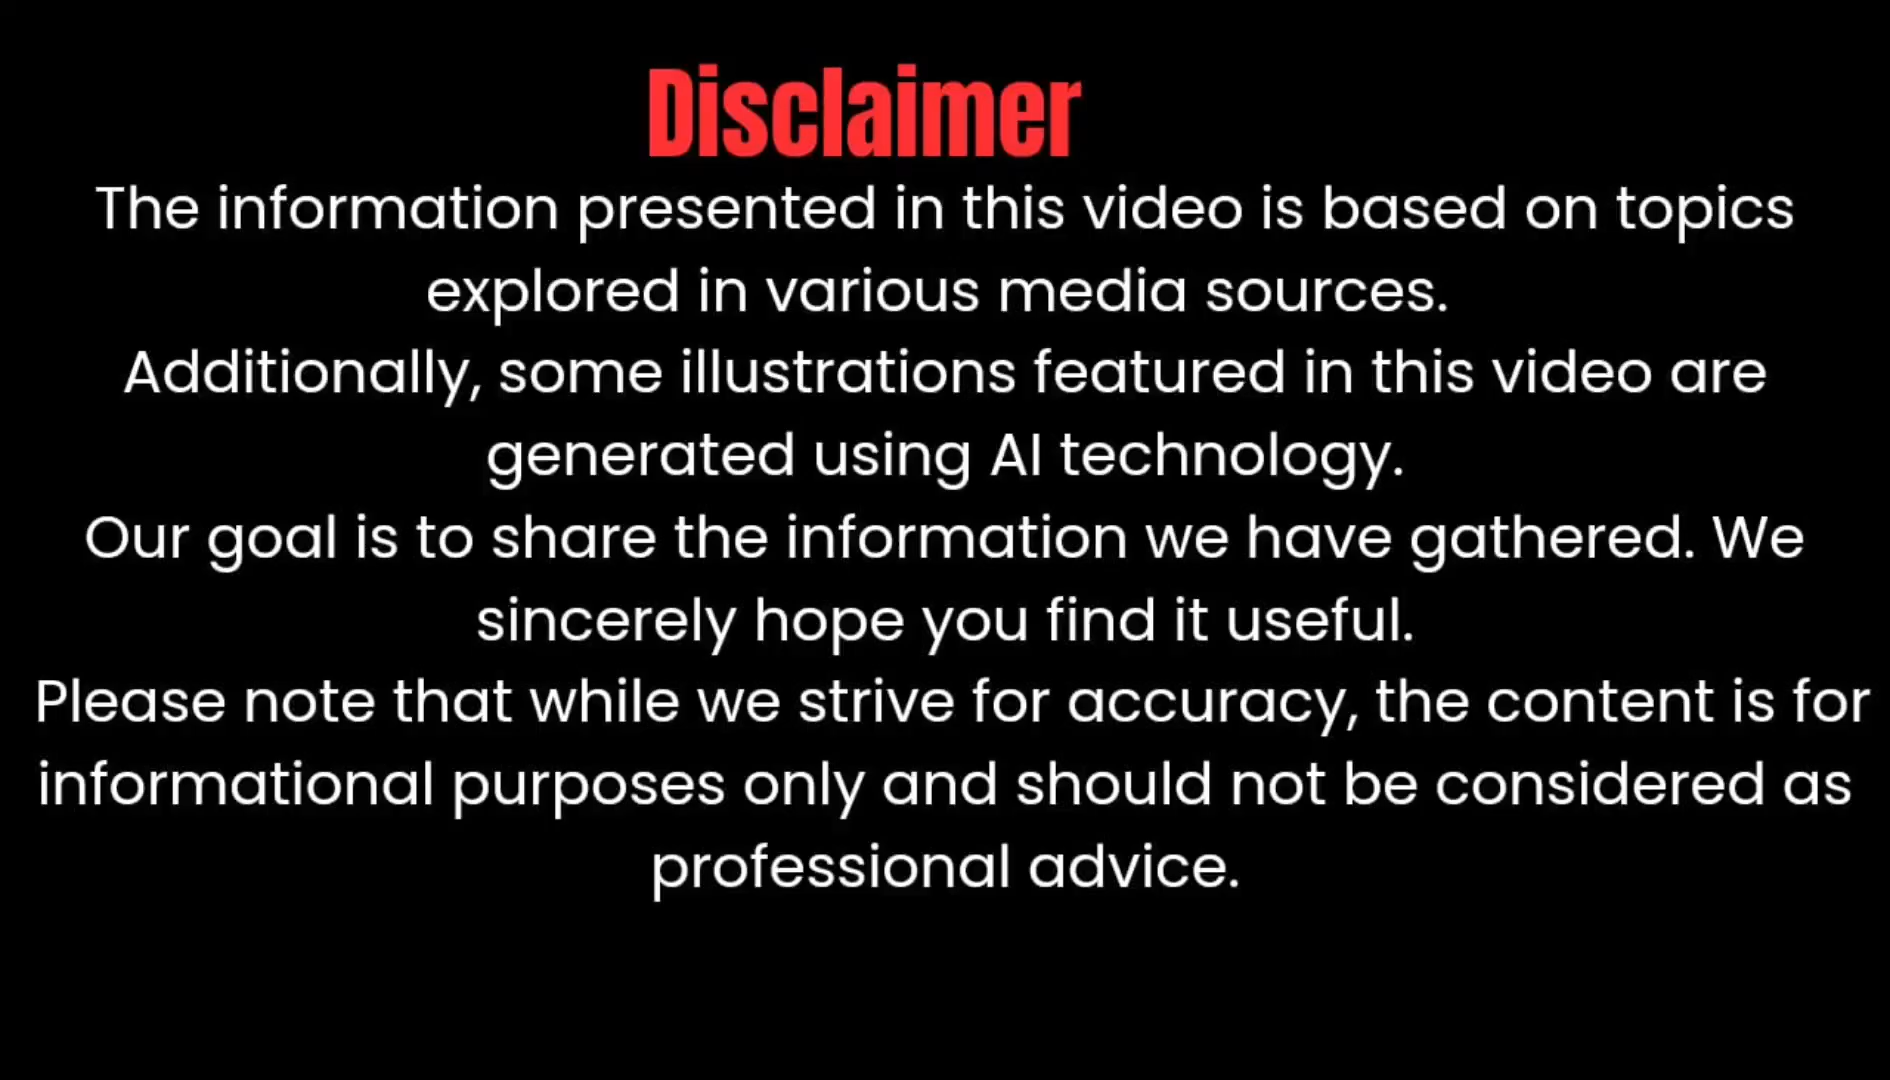 Disclaimer
The information presented in this video is based on topics
explored in various media sources.
Additionally, some illustrations featured in this video are
generated using AI technology.
Our goal is to share the information we have gathered. We
sincerely hope you find it useful.
Please note that while we strive for accuracy, the content is for
informational purposes only and should not be considered as
professional advice.